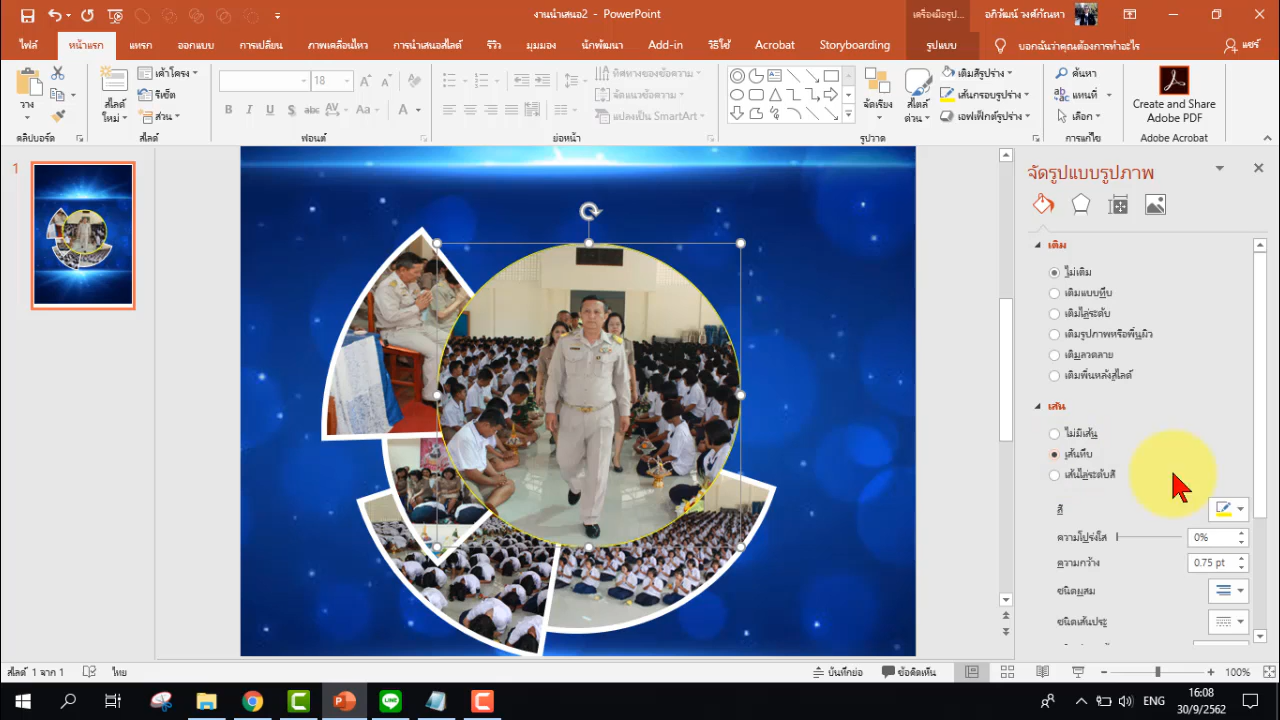 งานนำเสนอ2 - PowerPoint
เครื่องมือรูป...
อภิวัฒน์ วงศ์กัณหา
ไฟล์ หน้าแรก แทรก ออกแบบ การเปลี่ยน ภาพเคลื่อนไหว การนำเสนอสไลด์ รีวิว มุมมอง นักพัฒนา Add-in วิธีใช้ Acrobat Storyboarding รูปแบบ บอกฉันว่าคุณต้องการทำอะไร แชร์
วาง
สไลด์ใหม่
เค้าโครง
รีเซ็ต
ส่วน
18
B I U S abc AV Aa A
ทิศทางของข้อความ
จัดแนวข้อความ
แปลงเป็น SmartArt
จัดเรียง
สไตล์ด่วน
เติมสีรูปร่าง
เส้นกรอบรูปร่าง
เอฟเฟ็กต์รูปร่าง
ค้นหา
แทนที่
เลือก
Create and Share
Adobe PDF
คลิปบอร์ด สไลด์ ฟอนต์ ย่อหน้า รูปวาด การแก้ไข Adobe Acrobat
1
จัดรูปแบบรูปภาพ
เติม
ไม่เติม
เติมแบบทึบ
เติมไล่ระดับ
เติมรูปภาพหรือพื้นผิว
เติมลวดลาย
เติมพื้นหลังสไลด์
เส้น
ไม่มีเส้น
เส้นทึบ
เส้นไล่ระดับสี
สี
ความโปร่งใส 0%
ความกว้าง 0.75 pt
ชนิดผสม
ชนิดเส้นประ
สไลด์ 1 จาก 1 ไทย บันทึกย่อ ข้อคิดเห็น 100%
ENG
16:08
30/9/2562